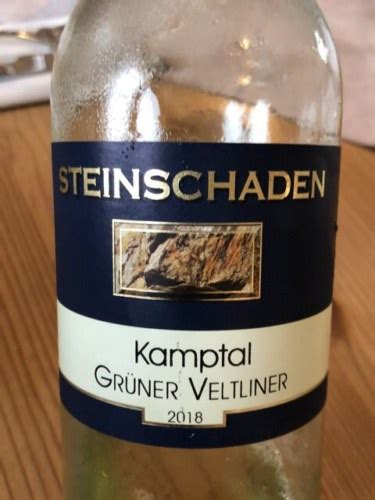 STEINSCHADEN
Kamptal
GRÜNER VELTLINER
2018